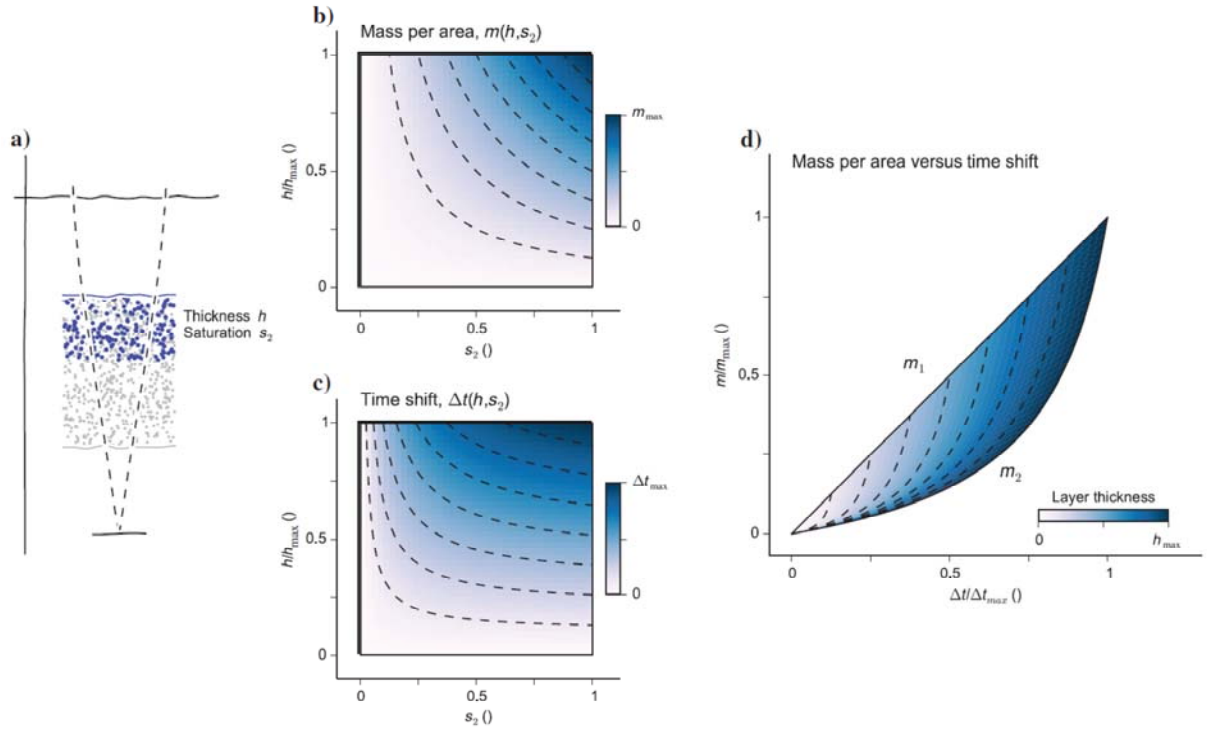 a)
Thickness h
Saturation s₂
b)
Mass per area, m(h,s₂)
1
0.5
0
h/hmax ()
0
0.5
1
s₂ ()
mmax
0
c)
Time shift, Δt(h,s₂)
1
0.5
0
h/hmax ()
0
0.5
1
s₂ ()
Δtmax
0
d)
Mass per area versus time shift
1
0.5
0
m/mmax ()
m₁
m₂
Layer thickness
0
hmax
0
0.5
1
Δt/Δtmax ()